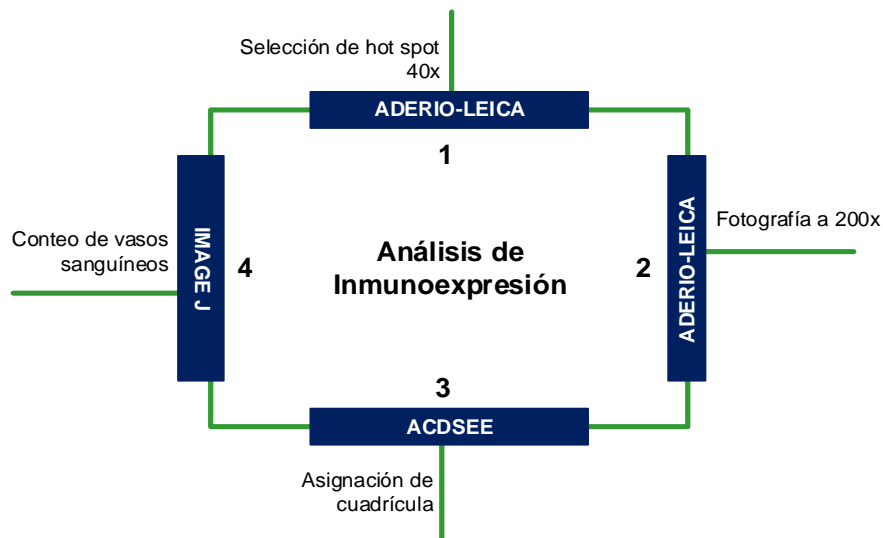 Selección de hot spot
40x
ADERIO-LEICA
1
Fotografía a 200x
ADERIO-LEICA
2
Análisis de
Inmunoexpresión
Conteo de vasos
sanguíneos
IMAGE J
4
3
ACDSEE
Asignación de
cuadrícula